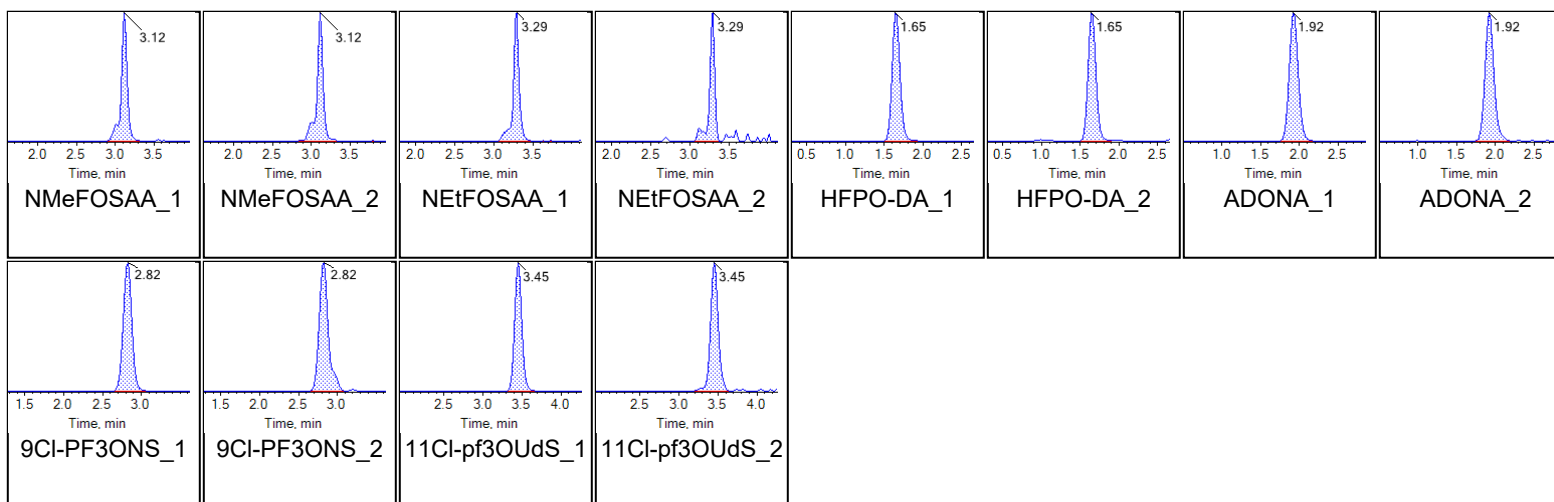 3.12 3.12 3.29 3.29 1.65 1.65 1.92 1.92
2.0 2.5 3.0 3.5 2.0 2.5 3.0 3.5 2.0 2.5 3.0 3.5 2.0 2.5 3.0 3.5 0.5 1.0 1.5 2.0 2.5 0.5 1.0 1.5 2.0 2.5 1.0 1.5 2.0 2.5 1.0 1.5 2.0 2.5
Time, min Time, min Time, min Time, min Time, min Time, min Time, min Time, min
NMeFOSAA_1 NMeFOSAA_2 NEtFOSAA_1 NEtFOSAA_2 HFPO-DA_1 HFPO-DA_2 ADONA_1 ADONA_2
2.82 2.82 3.45 3.45
1.5 2.0 2.5 3.0 1.5 2.0 2.5 3.0 2.5 3.0 3.5 4.0 2.5 3.0 3.5 4.0
Time, min Time, min Time, min Time, min
9Cl-PF3ONS_1 9Cl-PF3ONS_2 11Cl-pf3OUdS_1 11Cl-pf3OUdS_2